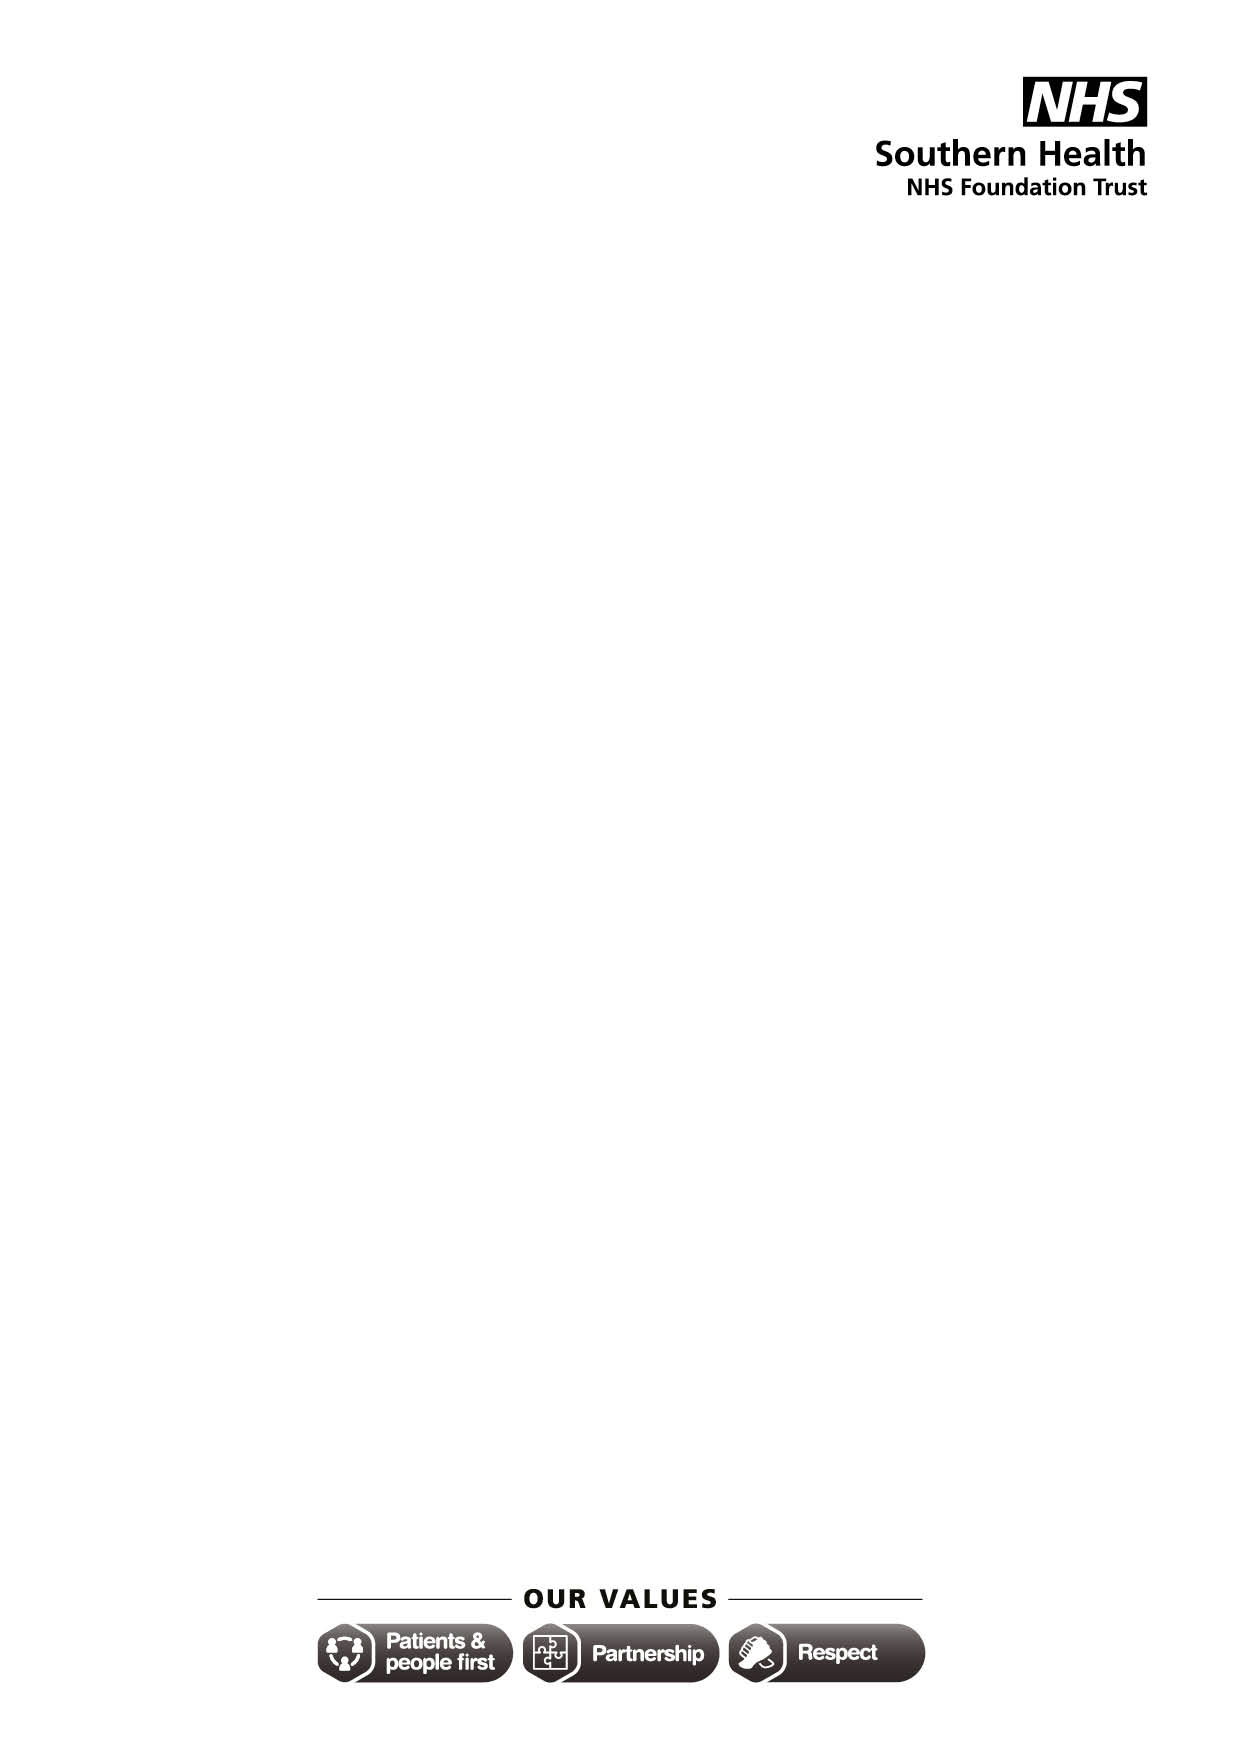 NHS
Southern Health
NHS Foundation Trust
OUR VALUES
Patients &
people first
Partnership
Respect